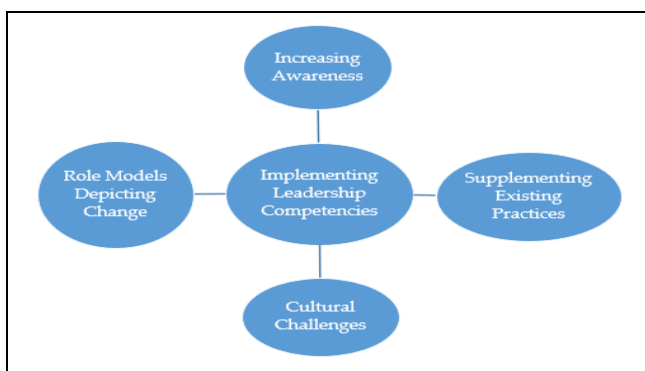 Increasing
Awareness
Role Models
Depicting
Change
Implementing
Leadership
Competencies
Supplementing
Existing
Practices
Cultural
Challenges